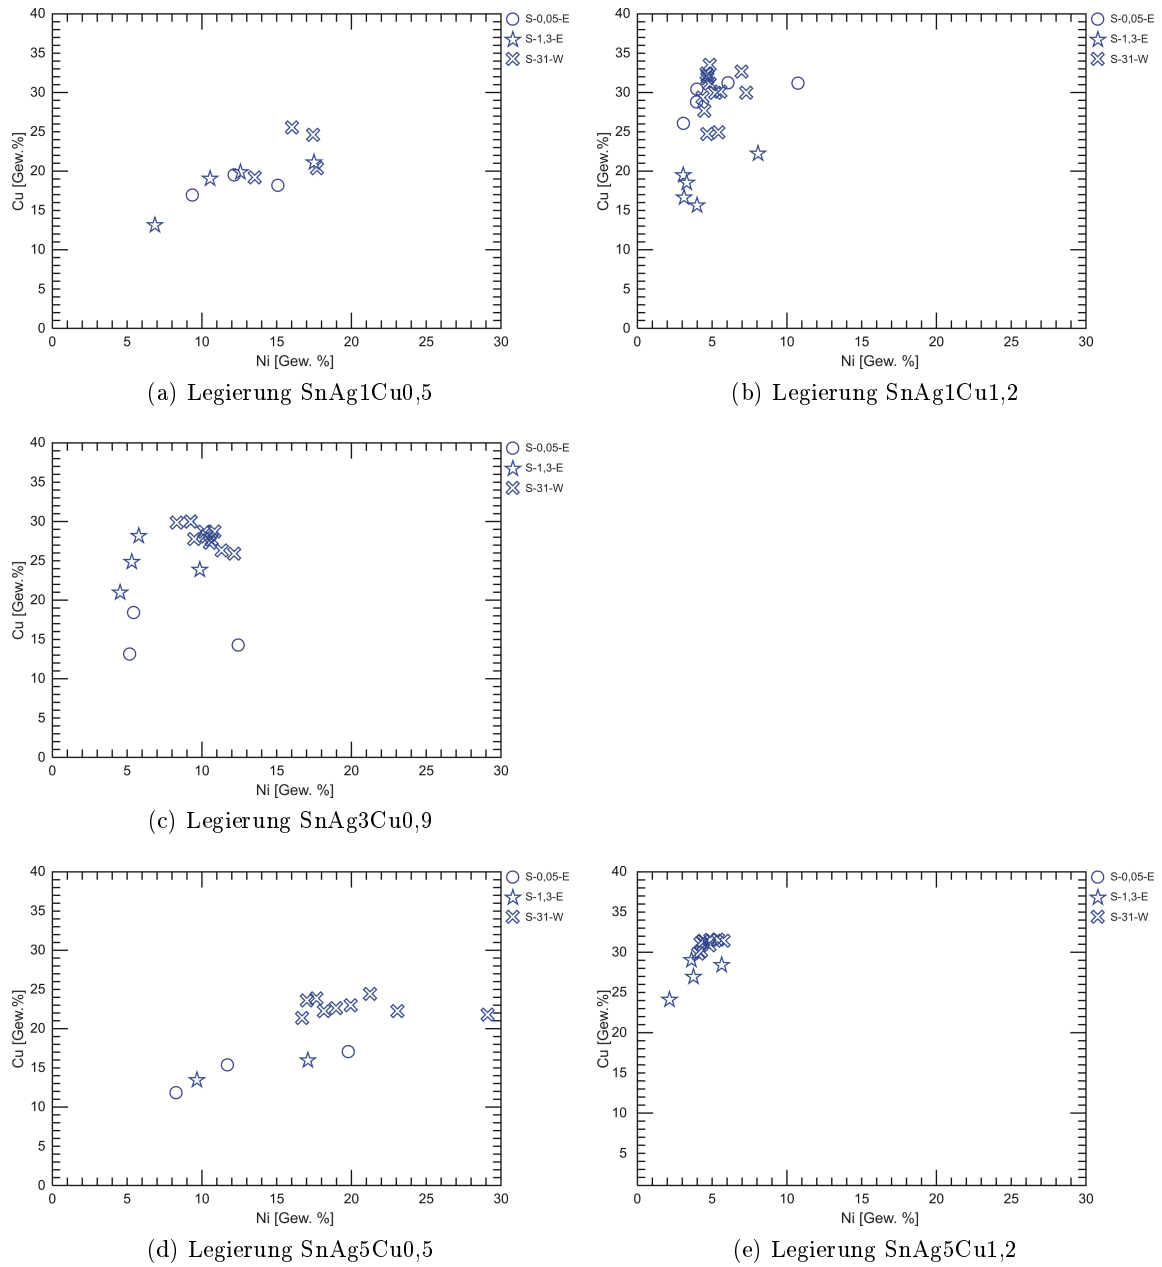 40
35
30
25
20
15
10
5
0
0 5 10 15 20 25 30
Cu [Gew.%]
Ni [Gew. %]
S-0,05-E
S-1,3-E
S-31-W
(a) Legierung SnAg1Cu0,5
40
35
30
25
20
15
10
5
0
0 5 10 15 20 25 30
Cu [Gew.%]
Ni [Gew. %]
S-0,05-E
S-1,3-E
S-31-W
(b) Legierung SnAg1Cu1,2
40
35
30
25
20
15
10
5
0
0 5 10 15 20 25 30
Cu [Gew.%]
Ni [Gew. %]
S-0,05-E
S-1,3-E
S-31-W
(c) Legierung SnAg3Cu0,9
40
35
30
25
20
15
10
5
0
0 5 10 15 20 25 30
Cu [Gew.%]
Ni [Gew. %]
S-0,05-E
S-1,3-E
S-31-W
(d) Legierung SnAg5Cu0,5
40
35
30
25
20
15
10
5
0 5 10 15 20 25 30
Cu [Gew.%]
Ni [Gew. %]
S-0,05-E
S-1,3-E
S-31-W
(e) Legierung SnAg5Cu1,2